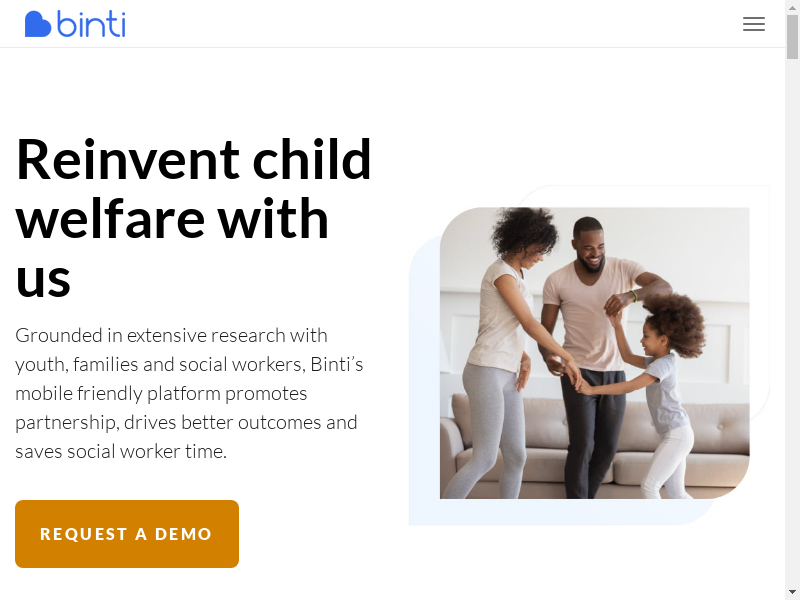 binti
Reinvent child
welfare with
us
Grounded in extensive research with
youth, families and social workers, Binti’s
mobile friendly platform promotes
partnership, drives better outcomes and
saves social worker time.
REQUEST A DEMO